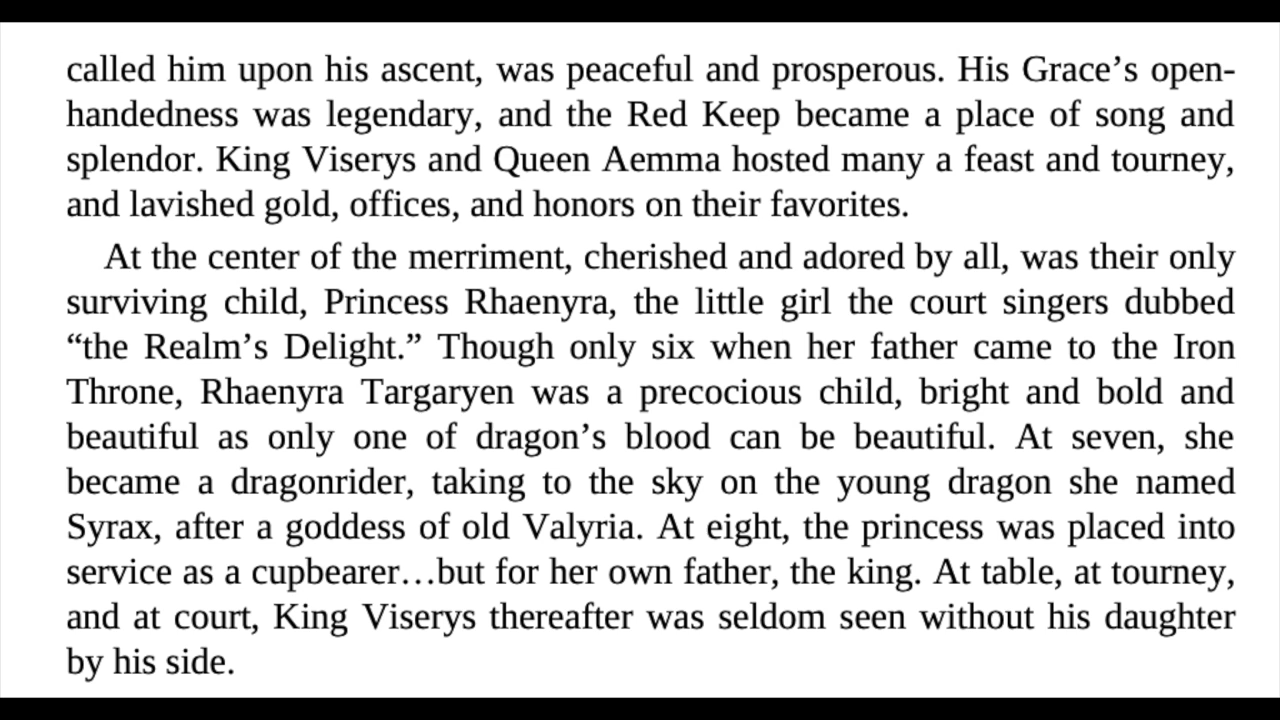 called him upon his ascent, was peaceful and prosperous. His Grace’s open-
handedness was legendary, and the Red Keep became a place of song and
splendor. King Viserys and Queen Aemma hosted many a feast and tourney,
and lavished gold, offices, and honors on their favorites.
At the center of the merriment, cherished and adored by all, was their only
surviving child, Princess Rhaenyra, the little girl the court singers dubbed
“the Realm’s Delight.” Though only six when her father came to the Iron
Throne, Rhaenyra Targaryen was a precocious child, bright and bold and
beautiful as only one of dragon’s blood can be beautiful. At seven, she
became a dragonrider, taking to the sky on the young dragon she named
Syrax, after a goddess of old Valyria. At eight, the princess was placed into
service as a cupbearer…but for her own father, the king. At table, at tourney,
and at court, King Viserys thereafter was seldom seen without his daughter
by his side.